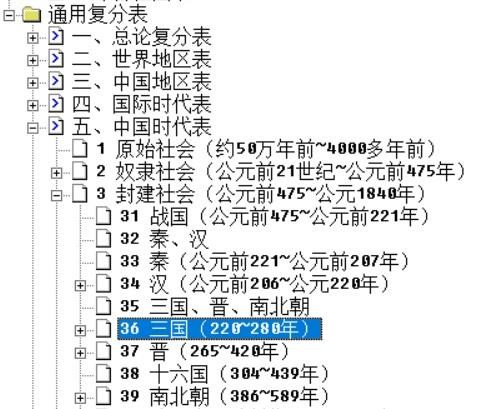 通用复分表
一、总论复分表
二、世界地区表
三、中国地区表
四、国际时代表
五、中国时代表
1 原始社会（约50万年前~4000多年前）
2 奴隶社会（公元前21世纪~公元前475年）
3 封建社会（公元前475~公元1840年）
31 战国（公元前475~公元前221年）
32 秦、汉
33 秦（公元前221~公元前207年）
34 汉（公元前206~公元220年）
35 三国、晋、南北朝
36 三国（220~280年）
37 晋（265~420年）
38 十六国（304~439年）
39 南北朝（386~589年）